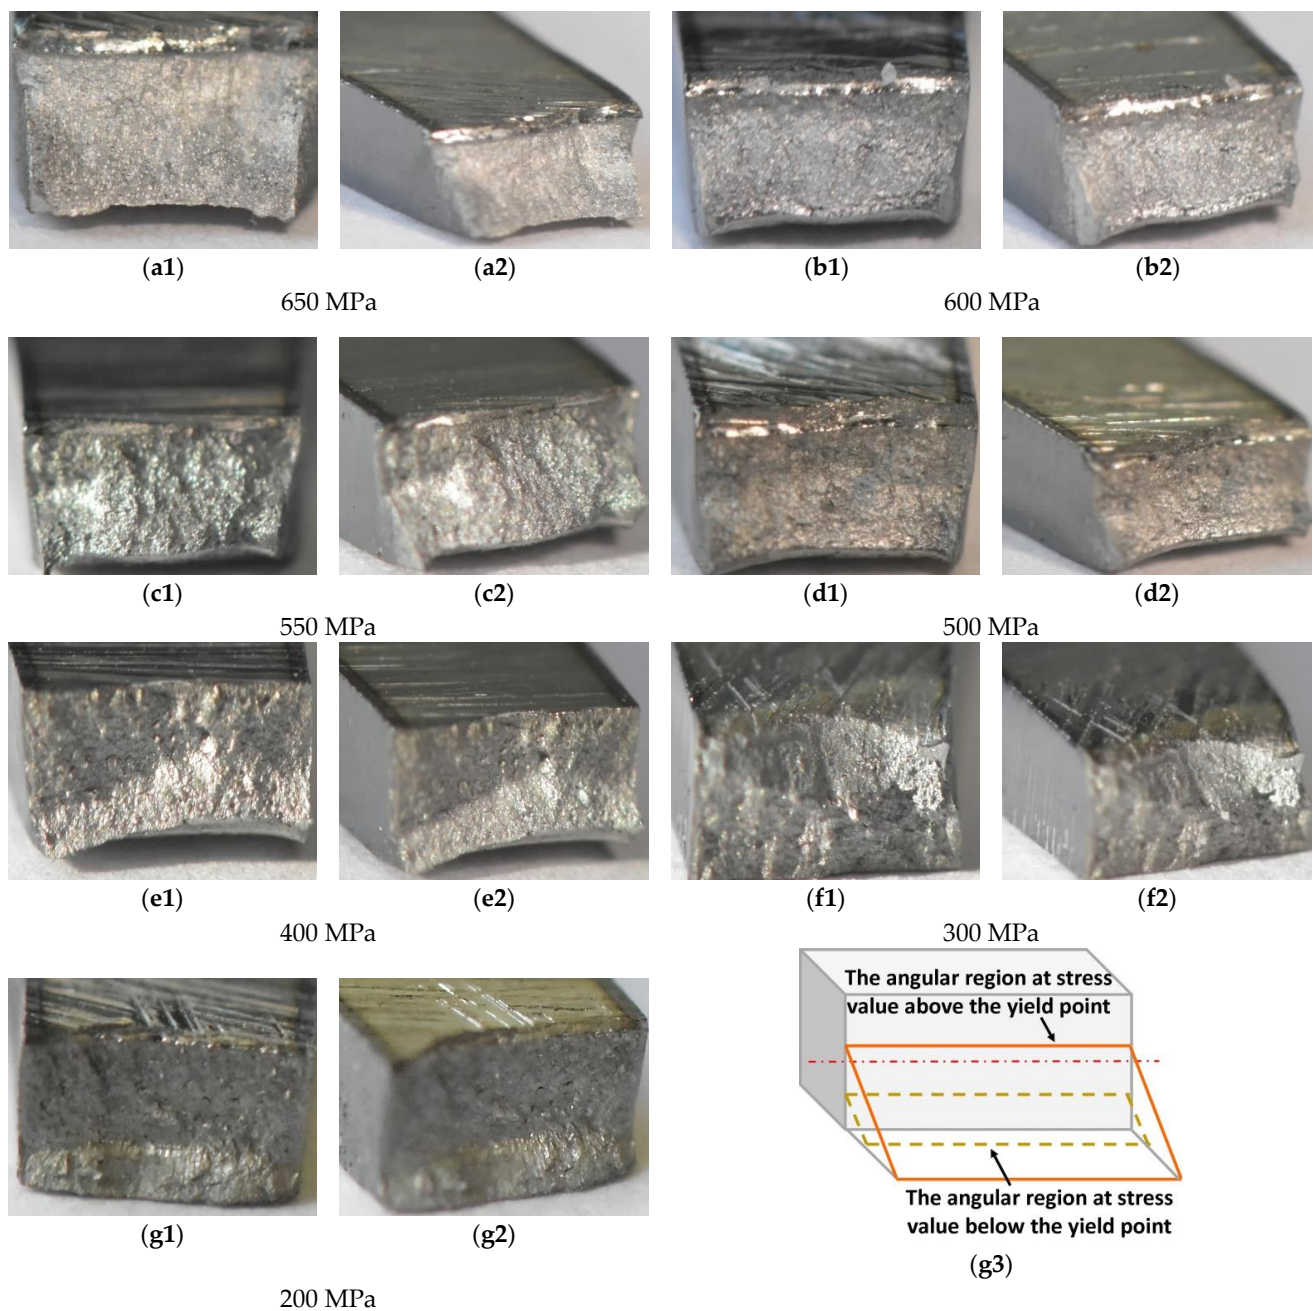 (a1) (a2) (b1) (b2)
650 MPa 600 MPa
(c1) (c2) (d1) (d2)
550 MPa 500 MPa
(e1) (e2) (f1) (f2)
400 MPa 300 MPa
The angular region at stress
value above the yield point
The angular region at stress
value below the yield point
(g1) (g2) (g3)
200 MPa